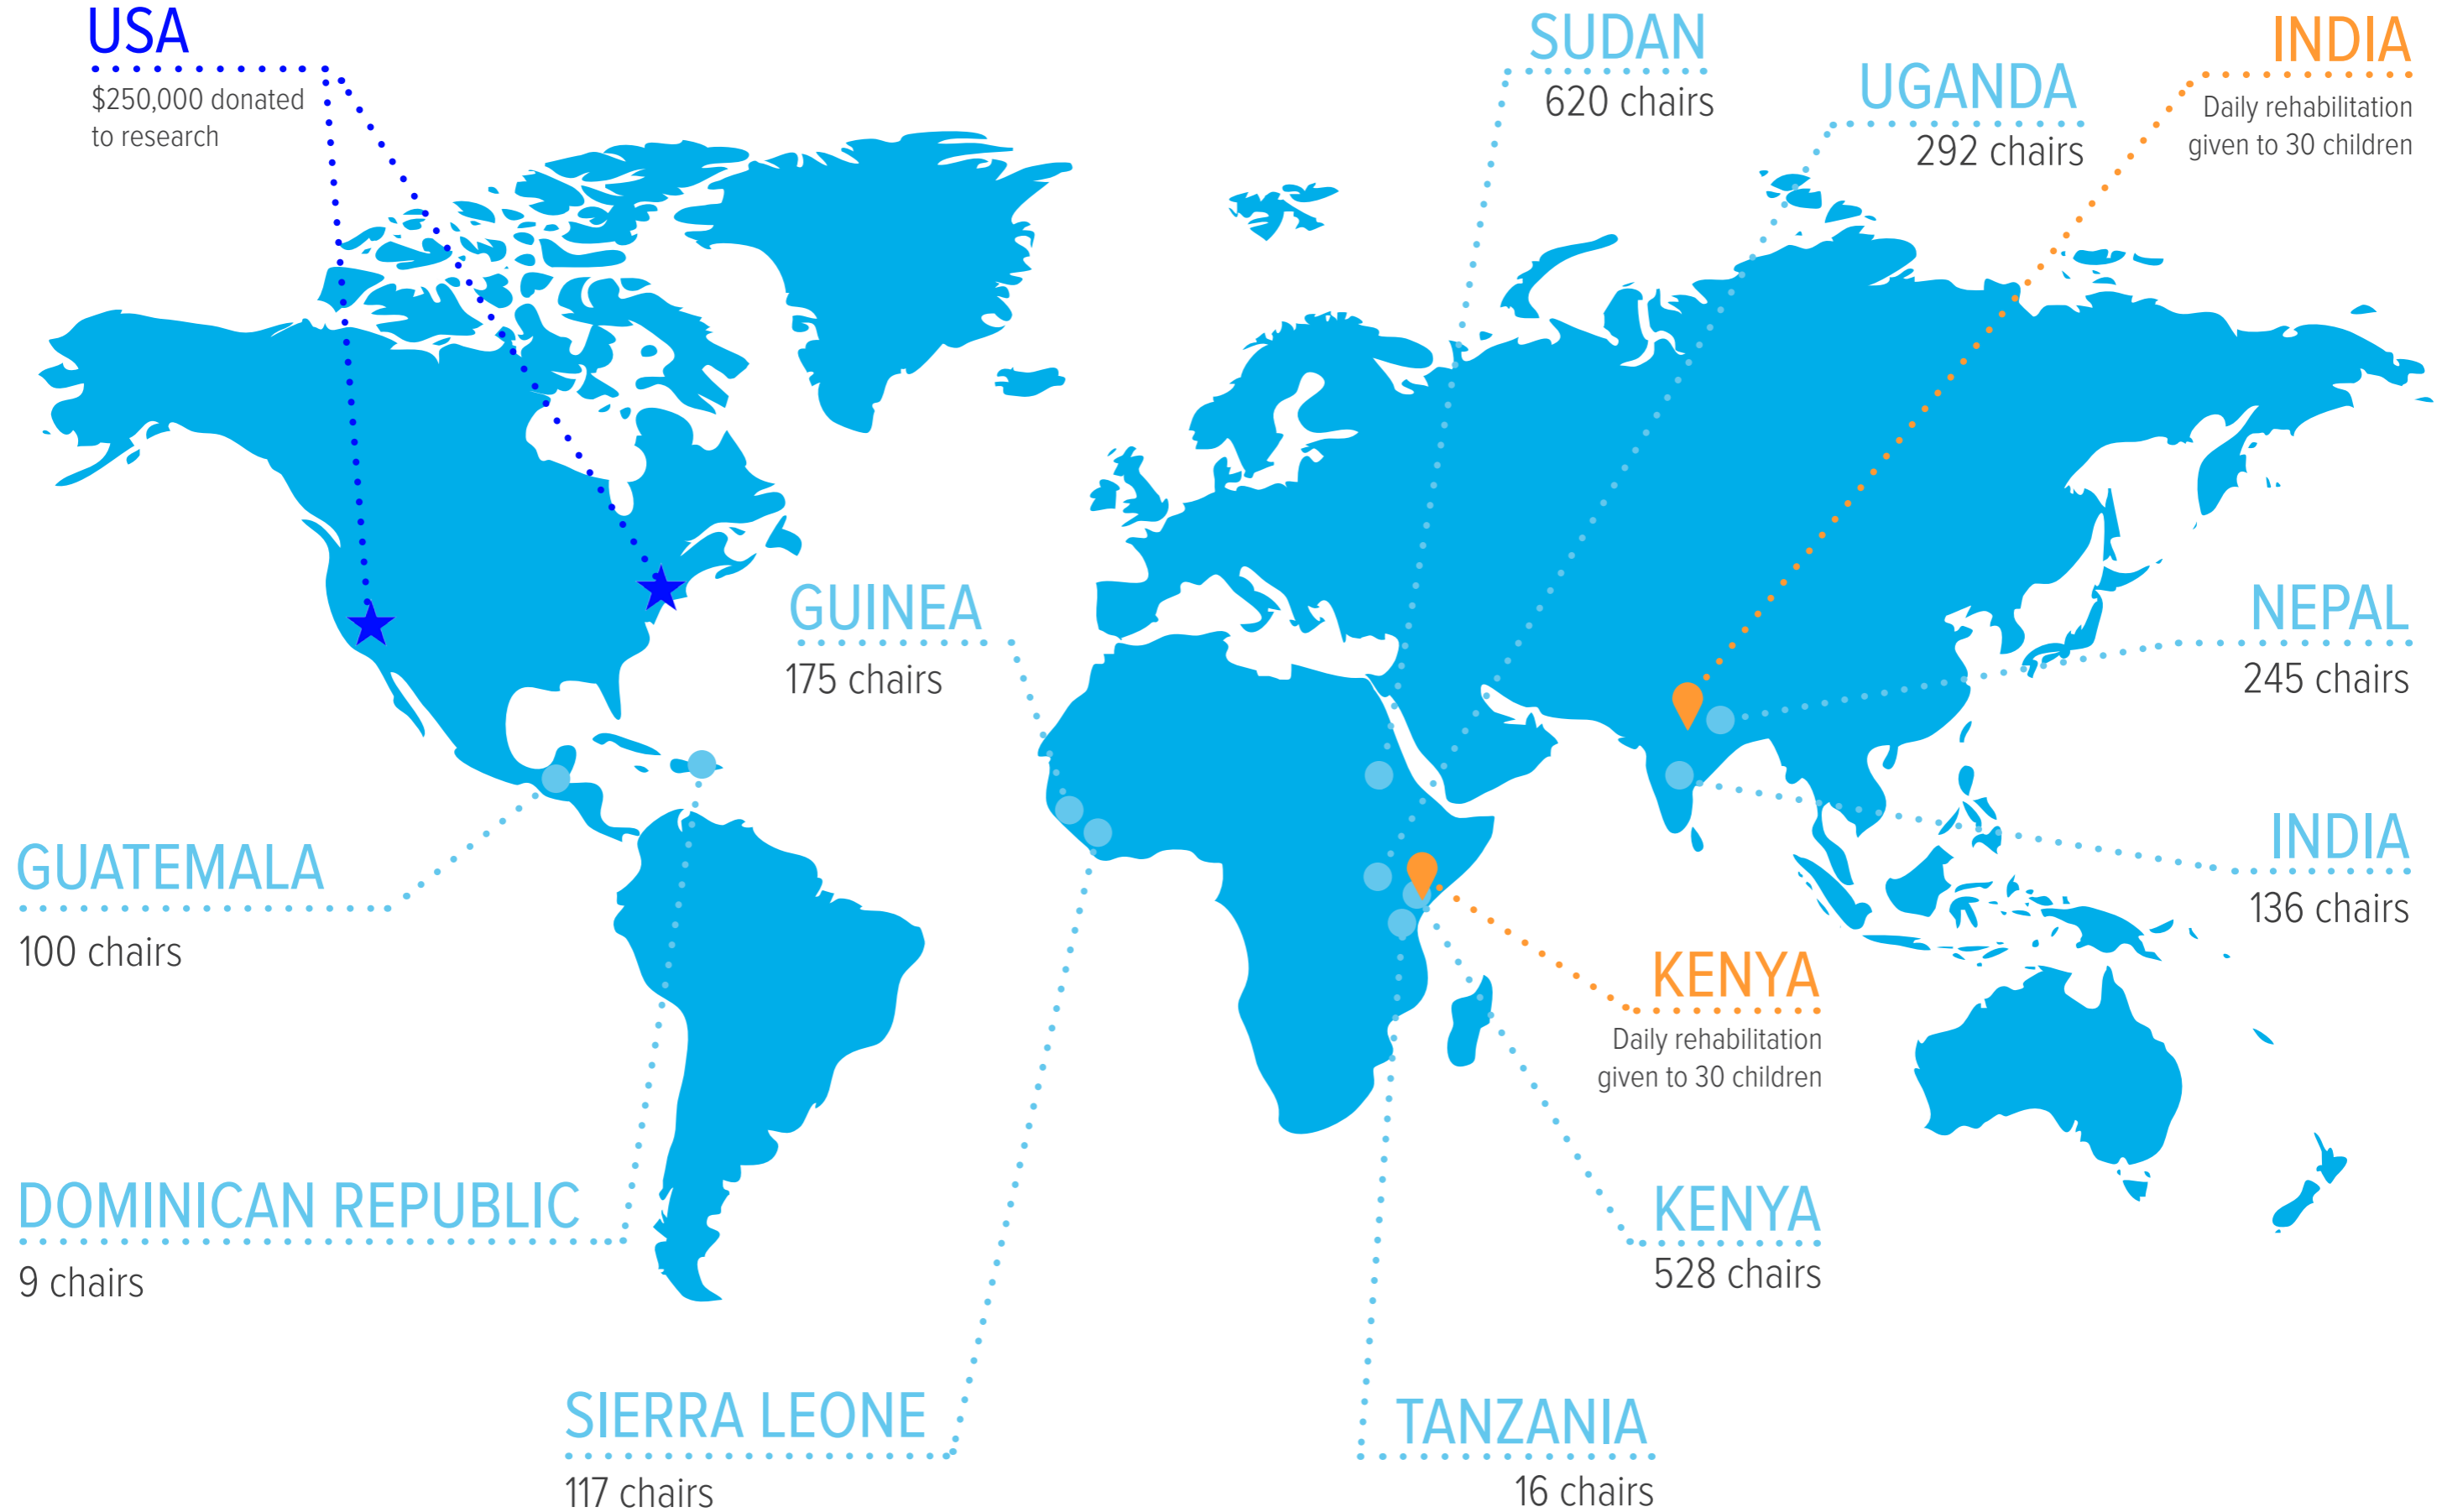 USA
$250,000 donated
to research
SUDAN
620 chairs
UGANDA
292 chairs
INDIA
Daily rehabilitation
given to 30 children
GUINEA
175 chairs
NEPAL
245 chairs
GUATEMALA
100 chairs
INDIA
136 chairs
KENYA
Daily rehabilitation
given to 30 children
DOMINICAN REPUBLIC
9 chairs
KENYA
528 chairs
SIERRA LEONE
117 chairs
TANZANIA
16 chairs